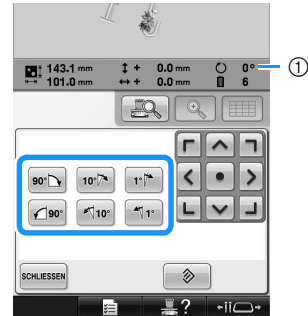 143.1 mm + 0.0 mm 0°
101.0 mm + 0.0 mm 6
①
90° 10° 1°
90° 10° 1°
SCHLIESSEN
?